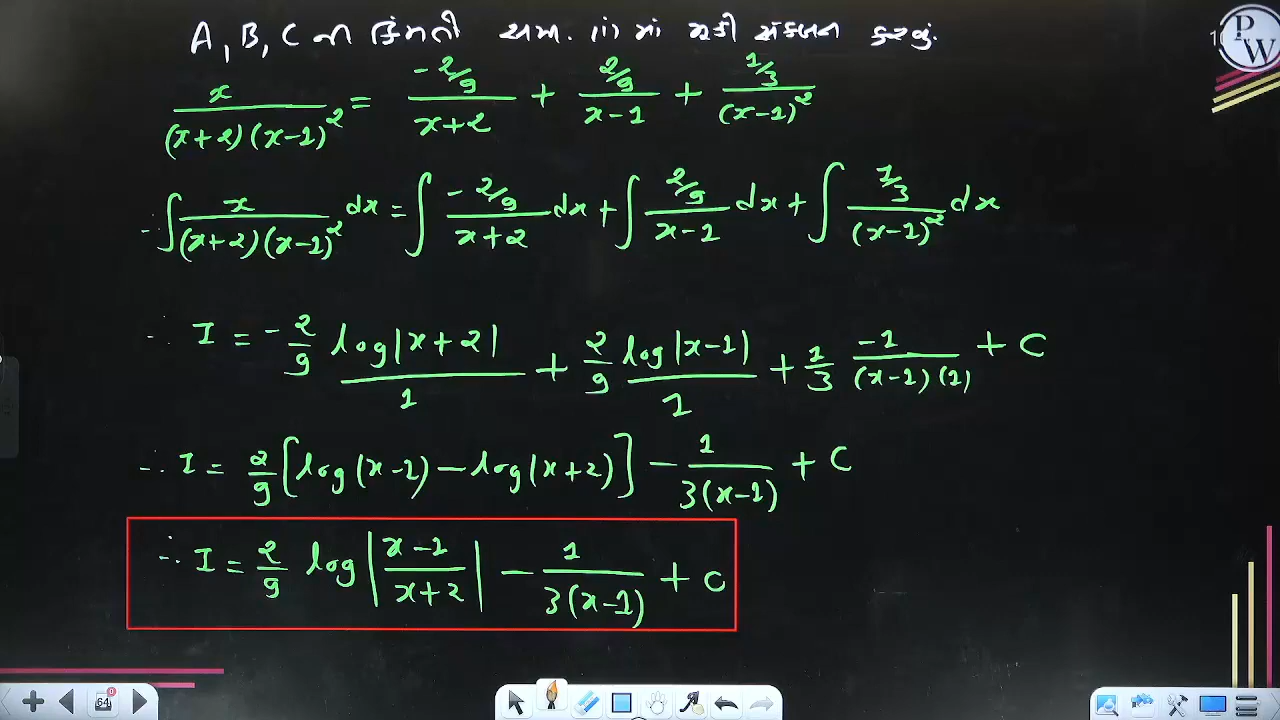 A, B, C ની કિંમતો સમ. (i) માં મૂકી સંકલન કરતાં.
x/((x+2)(x-1)²) = (-2/9)/(x+2) + (2/9)/(x-1) + (1/3)/(x-1)²
∴ ∫ x/((x+2)(x-1)²) dx = ∫ (-2/9)/(x+2) dx + ∫ (2/9)/(x-1) dx + ∫ (1/3)/(x-1)² dx
∴ I = -2/9 log|x+2|/1 + 2/9 log|x-1|/1 + 1/3 -1/((x-1)(1)) + C
∴ I = 2/9 [log(x-1) - log(x+2)] - 1/(3(x-1)) + C
∴ I = 2/9 log|(x-1)/(x+2)| - 1/(3(x-1)) + C
PW
64